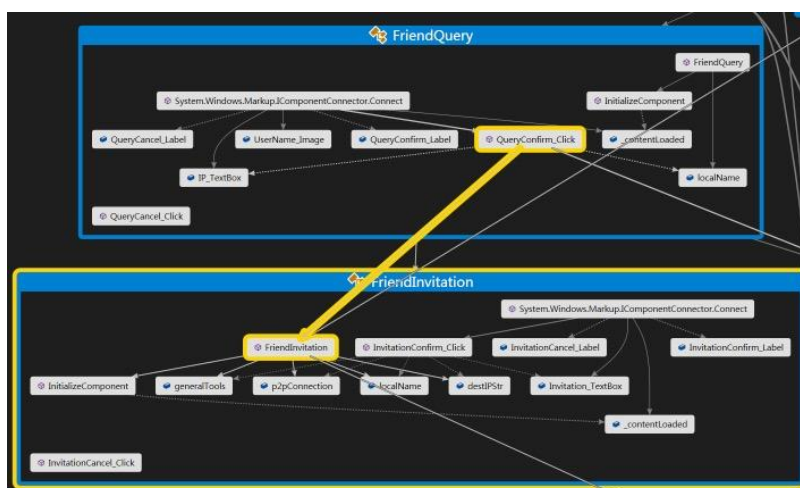 FriendQuery
FriendQuery
System.Windows.Markup.IComponentConnector.Connect
InitializeComponent
QueryCancel_Label
UserName_Image
QueryConfirm_Label
QueryConfirm_Click
_contentLoaded
IP_TextBox
localName
QueryCancel_Click
FriendInvitation
System.Windows.Markup.IComponentConnector.Connect
FriendInvitation
InvitationConfirm_Click
InvitationCancel_Label
InvitationConfirm_Label
InitializeComponent
generalTools
p2pConnection
localName
destIPStr
Invitation_TextBox
_contentLoaded
InvitationCancel_Click